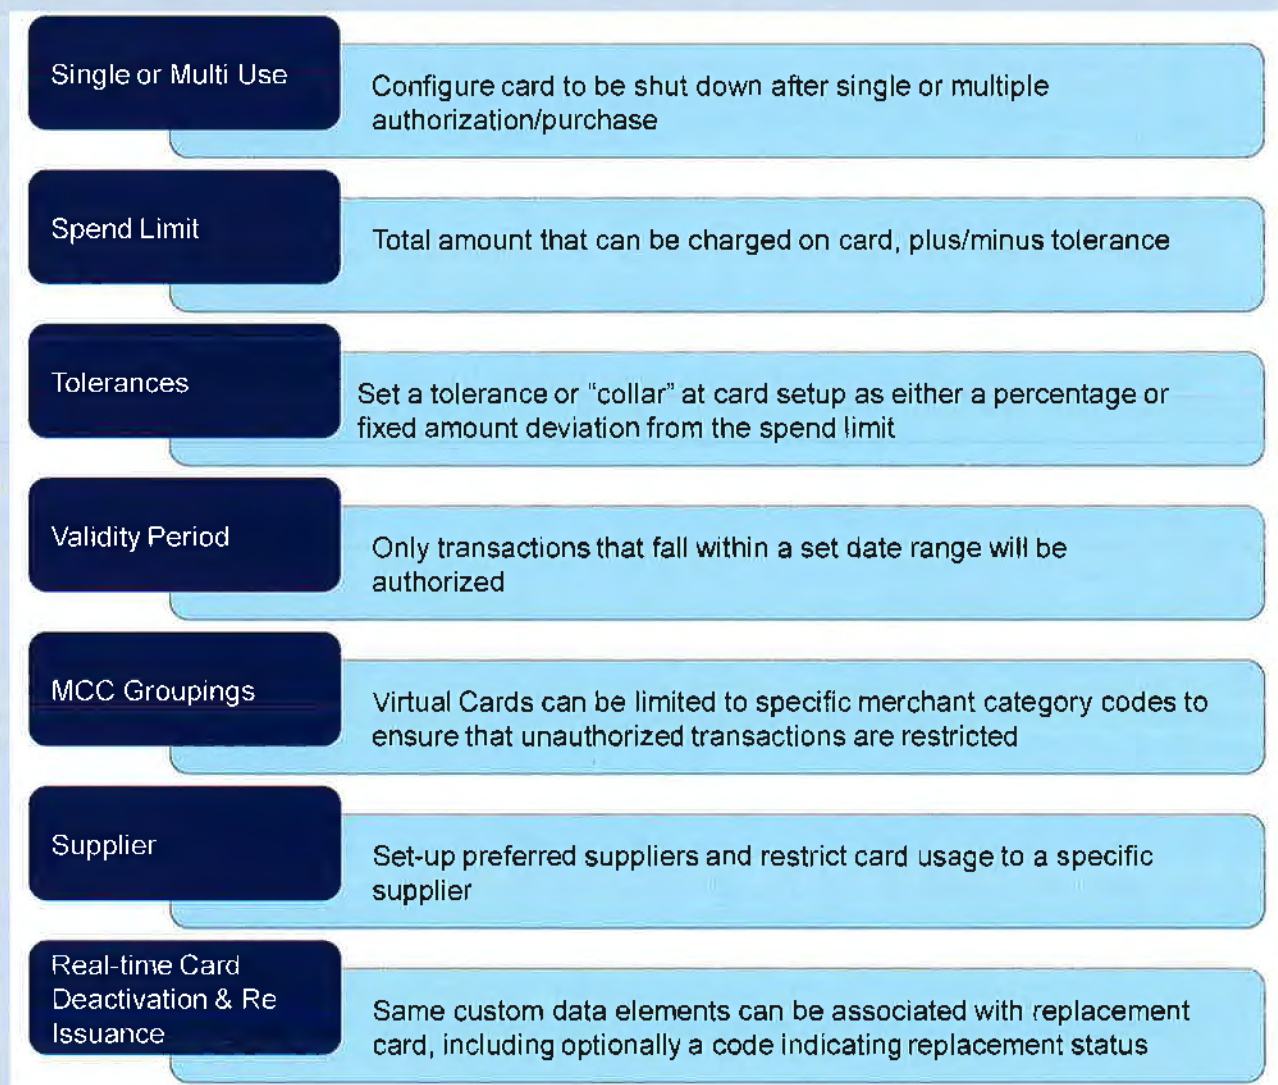 Single or Multi Use
Configure card to be shut down after single or multiple
authorization/purchase
Spend Limit
Total amount that can be charged on card, plus/minus tolerance
Tolerances
Set a tolerance or "collar" at card setup as either a percentage or
fixed amount deviation from the spend limit
Validity Period
Only transactions that fall within a set date range will be
authorized
MCC Groupings
Virtual Cards can be limited to specific merchant category codes to
ensure that unauthorized transactions are restricted
Supplier
Set-up preferred suppliers and restrict card usage to a specific
supplier
Real-time Card
Deactivation & Re
Issuance
Same custom data elements can be associated with replacement
card, including optionally a code indicating replacement status